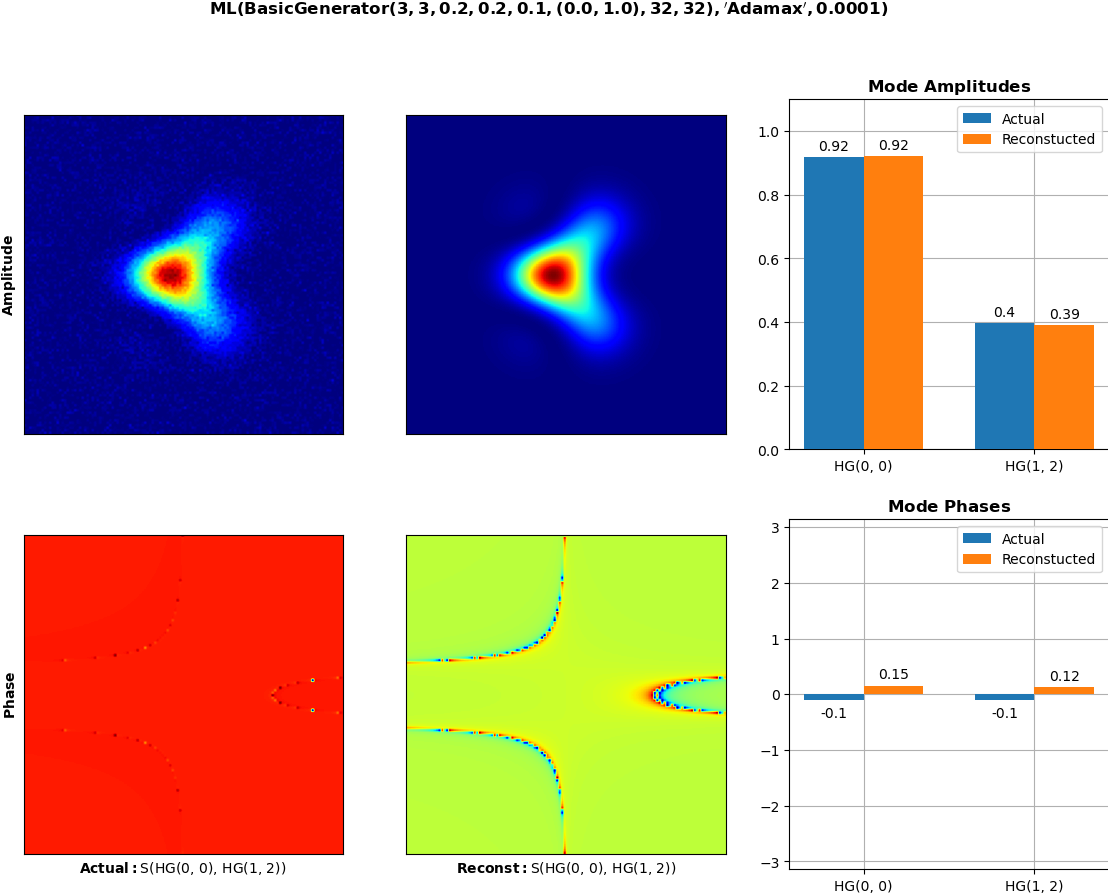 ML(BasicGenerator(3, 3, 0.2, 0.2, 0.1, (0.0, 1.0), 32, 32), ′Adamax′, 0.0001)
Amplitude
Mode Amplitudes
Actual
Reconstucted
1.0
0.8
0.6
0.4
0.2
0.0
0.92
0.92
0.4
0.39
HG(0, 0)
HG(1, 2)
Phase
Actual: S(HG(0, 0), HG(1, 2))
Reconst: S(HG(0, 0), HG(1, 2))
Mode Phases
Actual
Reconstucted
3
2
1
0
−1
−2
−3
-0.1
0.15
-0.1
0.12
HG(0, 0)
HG(1, 2)